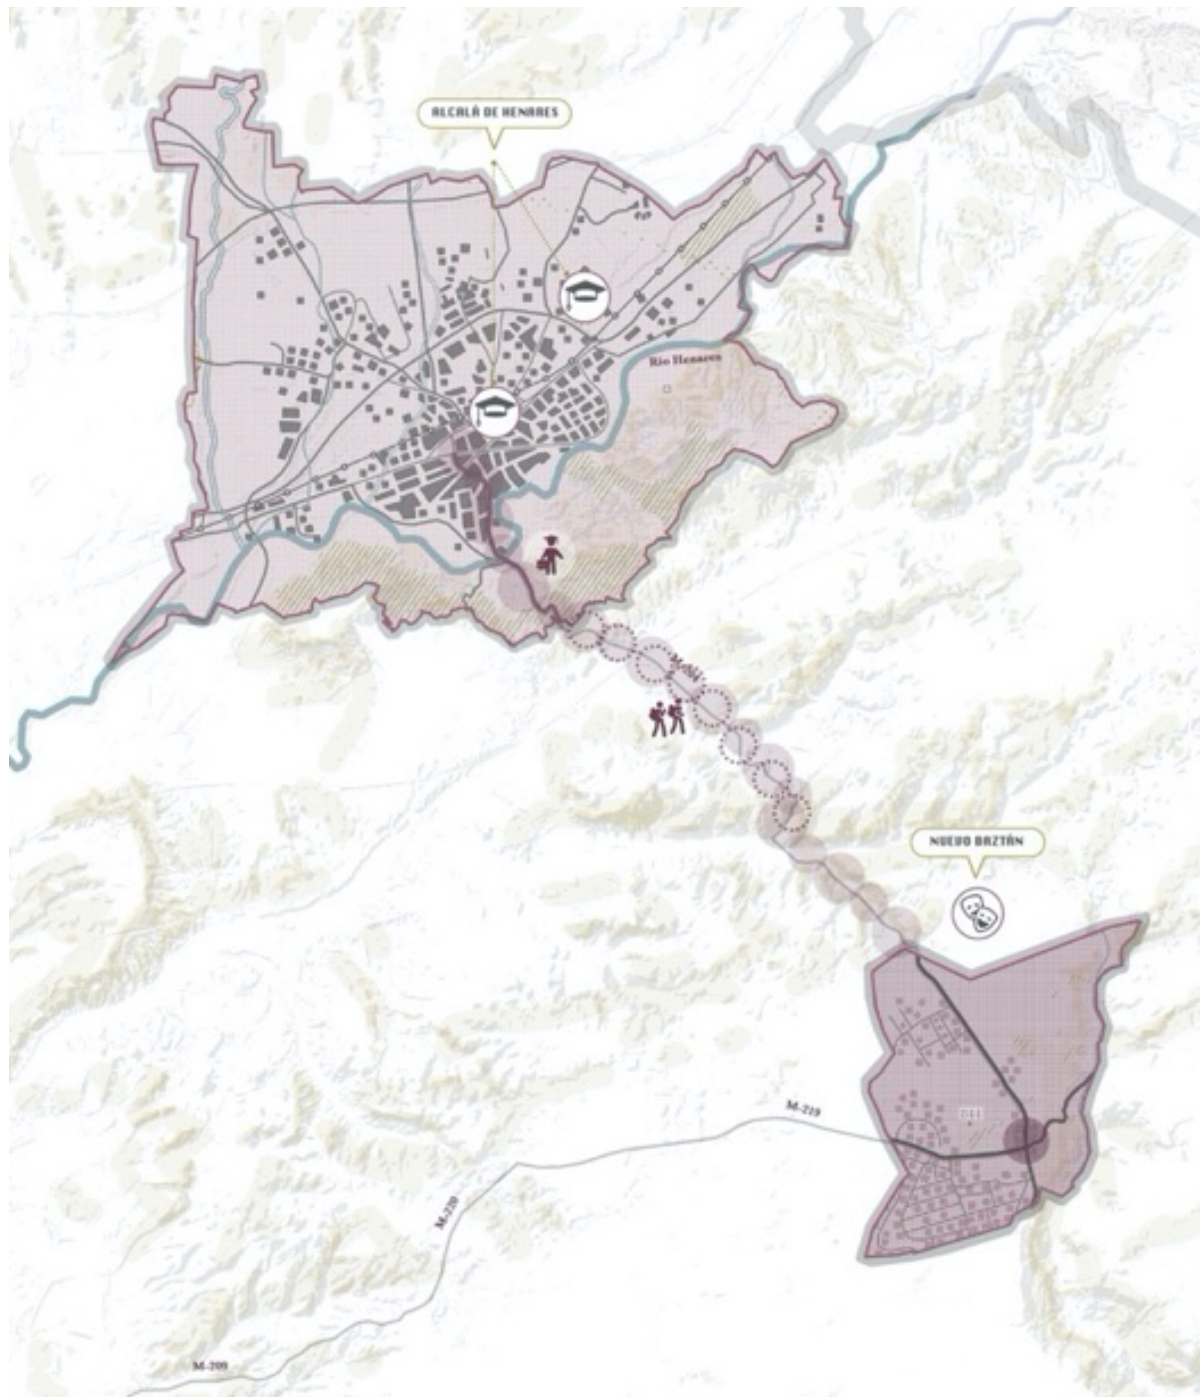 ALCALÁ DE HENARES
Río Henares
NUEVO BAZTÁN
M-219
M-220
M-209